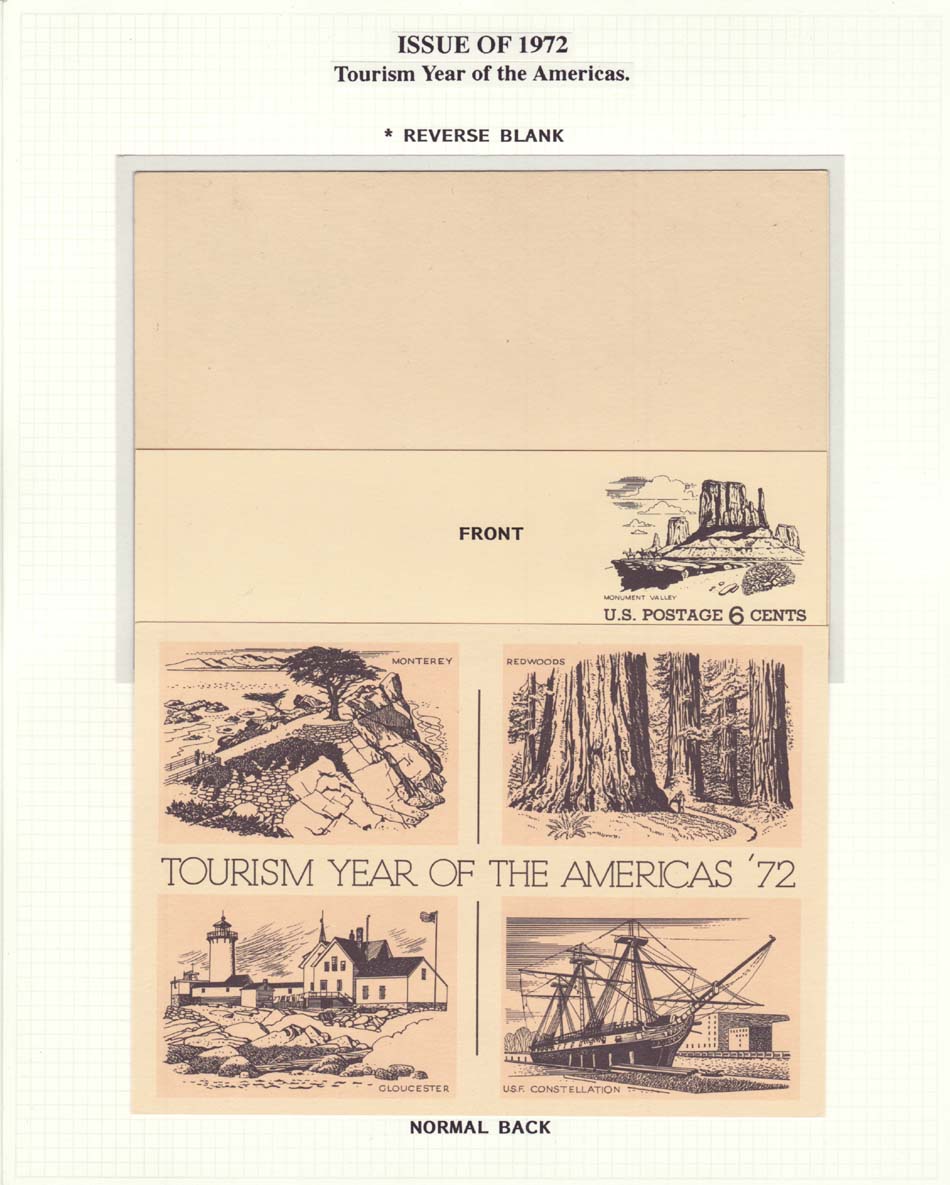 ISSUE OF 1972
Tourism Year of the Americas.
* REVERSE BLANK
FRONT
MONUMENT VALLEY
U.S. POSTAGE 6 CENTS
MONTEREY
REDWOODS
TOURISM YEAR OF THE AMERICAS '72
GLOUCESTER
U.S.F. CONSTELLATION
NORMAL BACK